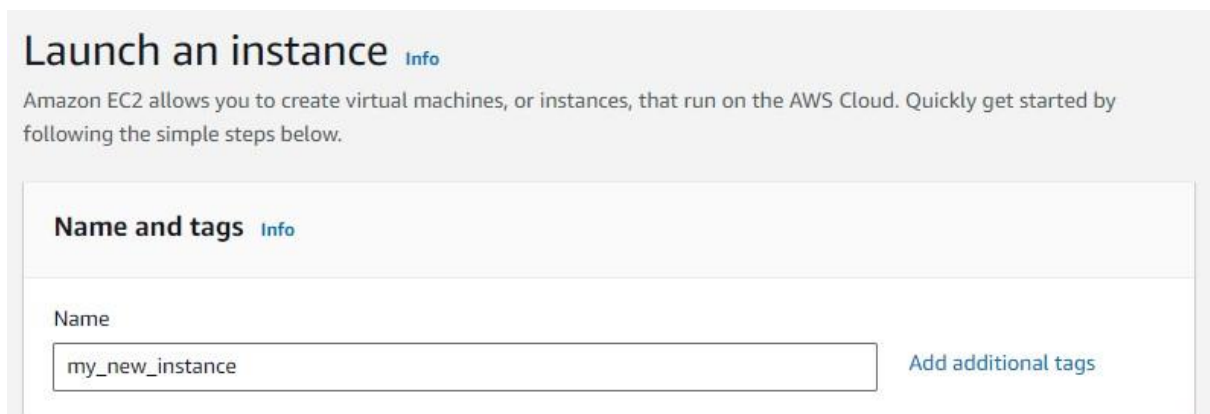 Launch an instance Info
Amazon EC2 allows you to create virtual machines, or instances, that run on the AWS Cloud. Quickly get started by
following the simple steps below.
Name and tags Info
Name
my_new_instance Add additional tags